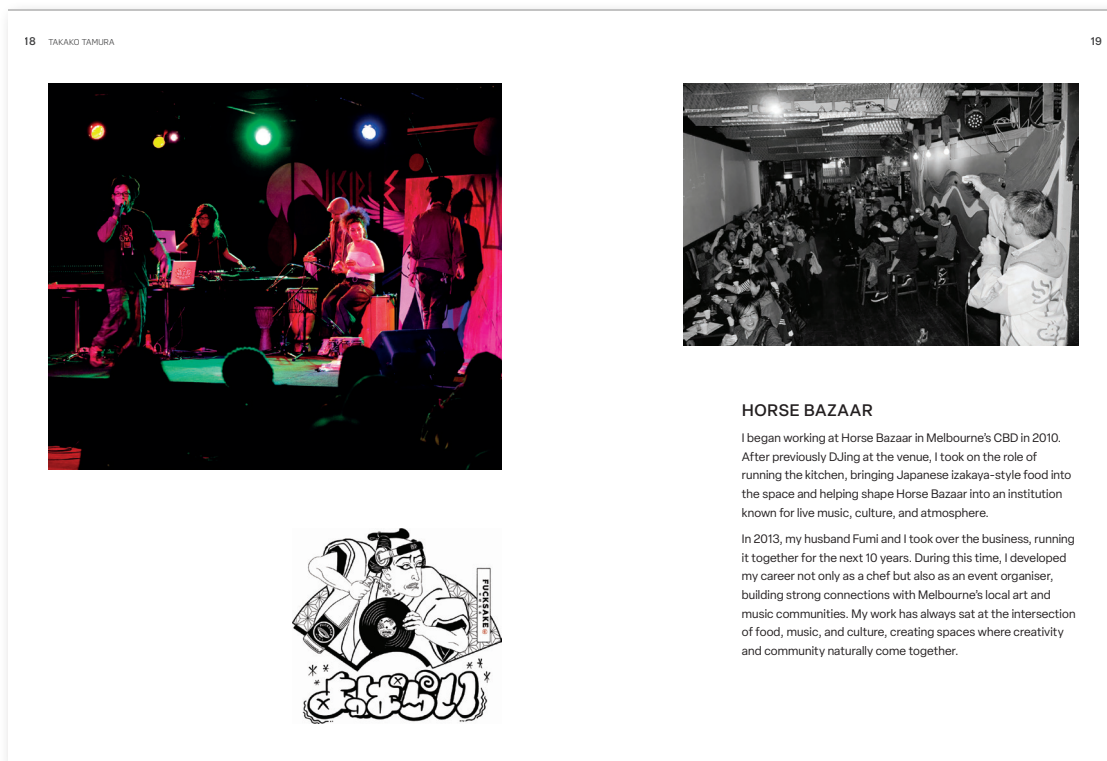 18 TAKAKO TAMURA
19
FUCKSAKE
よっぱらい
HORSE BAZAAR
I began working at Horse Bazaar in Melbourne's CBD in 2010.
After previously DJing at the venue, I took on the role of
running the kitchen, bringing Japanese izakaya-style food into
the space and helping shape Horse Bazaar into an institution
known for live music, culture, and atmosphere.
In 2013, my husband Fumi and I took over the business, running
it together for the next 10 years. During this time, I developed
my career not only as a chef but also as an event organiser,
building strong connections with Melbourne's local art and
music communities. My work has always sat at the intersection
of food, music, and culture, creating spaces where creativity
and community naturally come together.